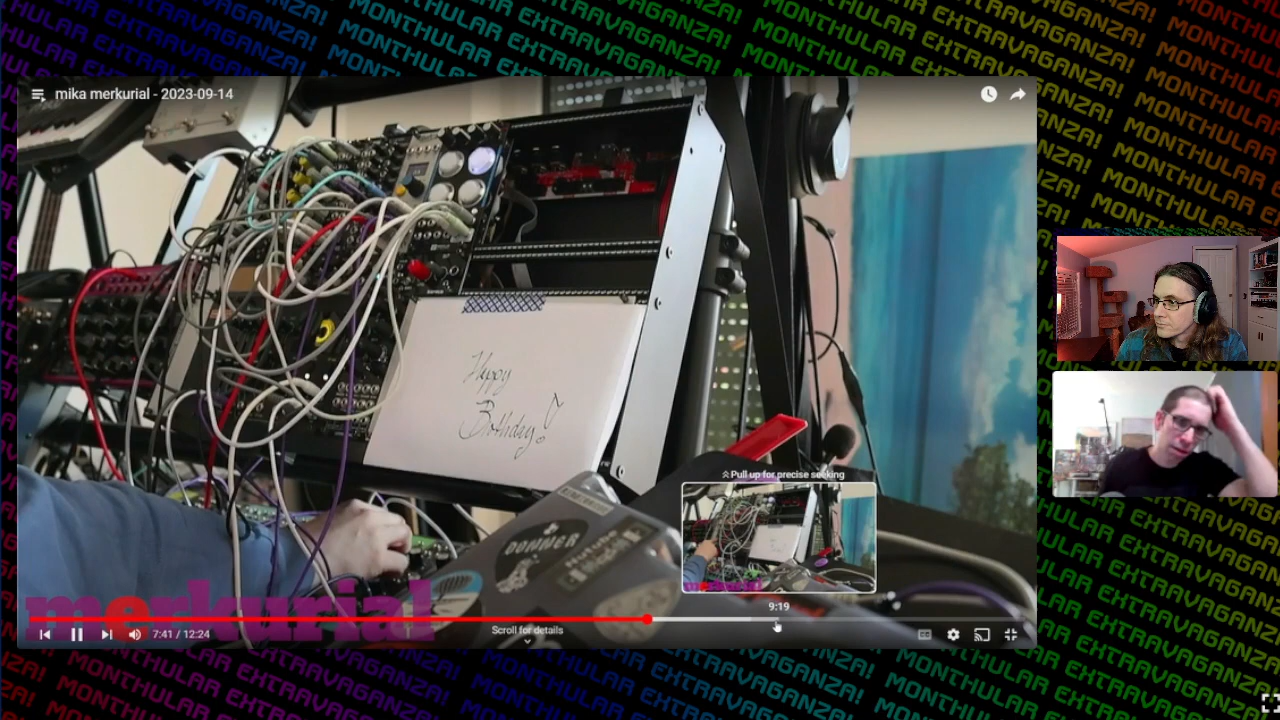 MONTHULAR EXTRAVAGANZA!
mika merkurial - 2023-09-14
Happy
Birthday!
Pull up for precise seeking
DOHMER
merkurial
9:19
7:41 / 12:24
Scroll for details